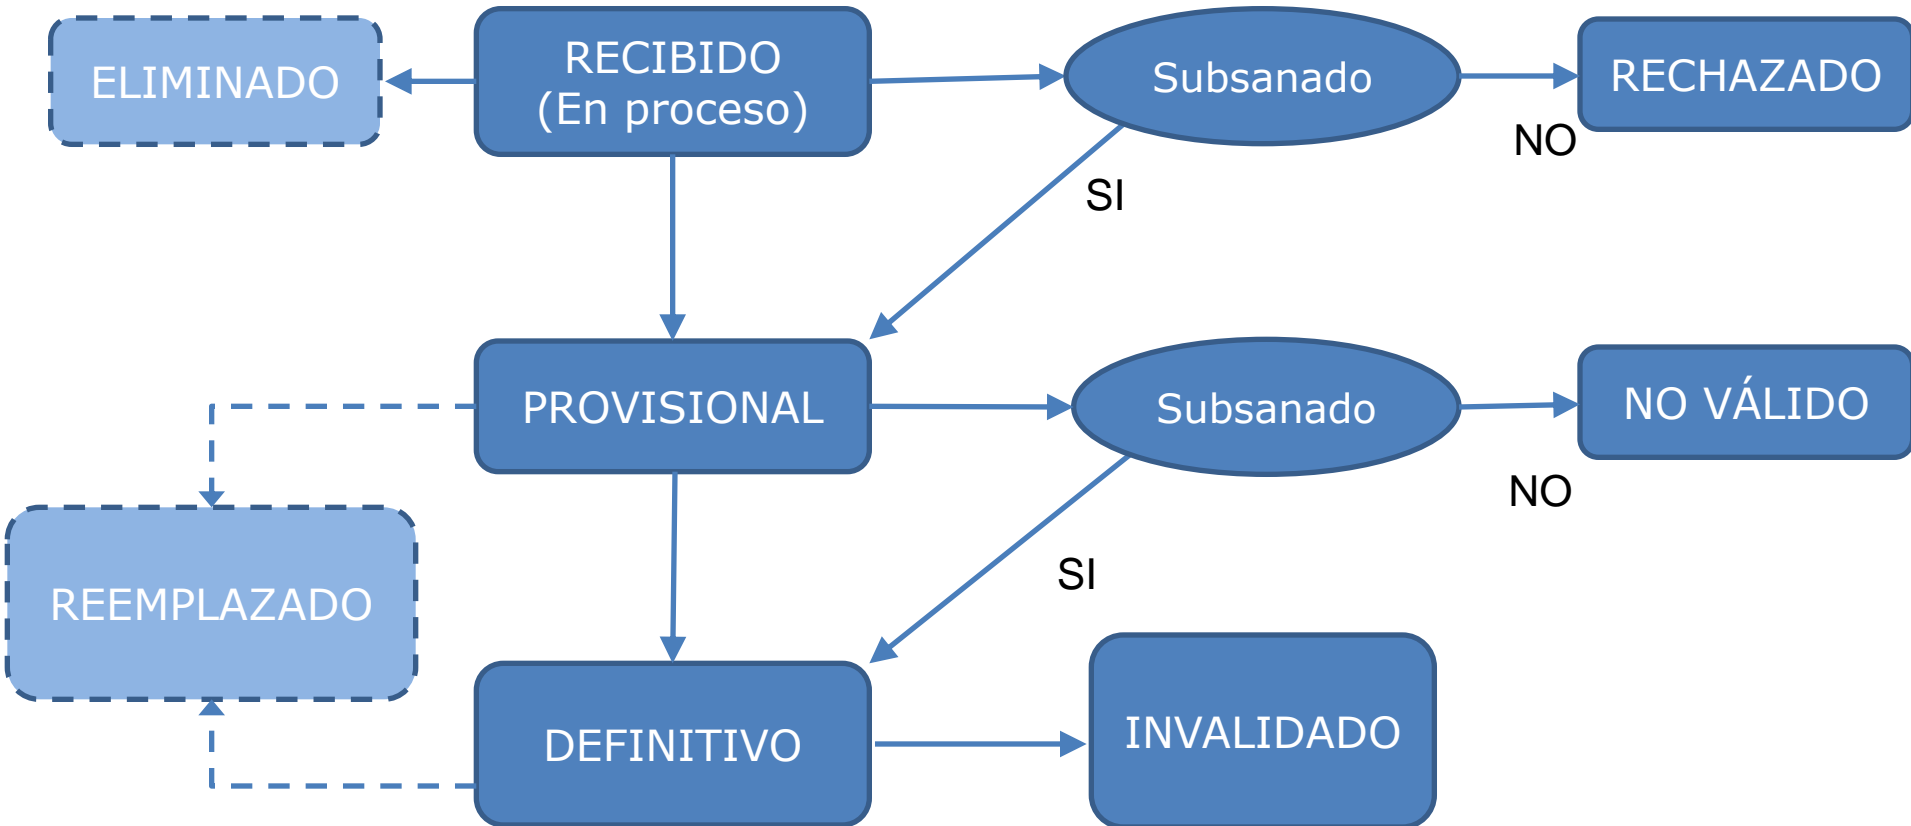 ELIMINADO
RECIBIDO
(En proceso)
Subsanado
RECHAZADO
NO
SI
PROVISIONAL
Subsanado
NO VÁLIDO
NO
SI
REEMPLAZADO
DEFINITIVO
INVALIDADO